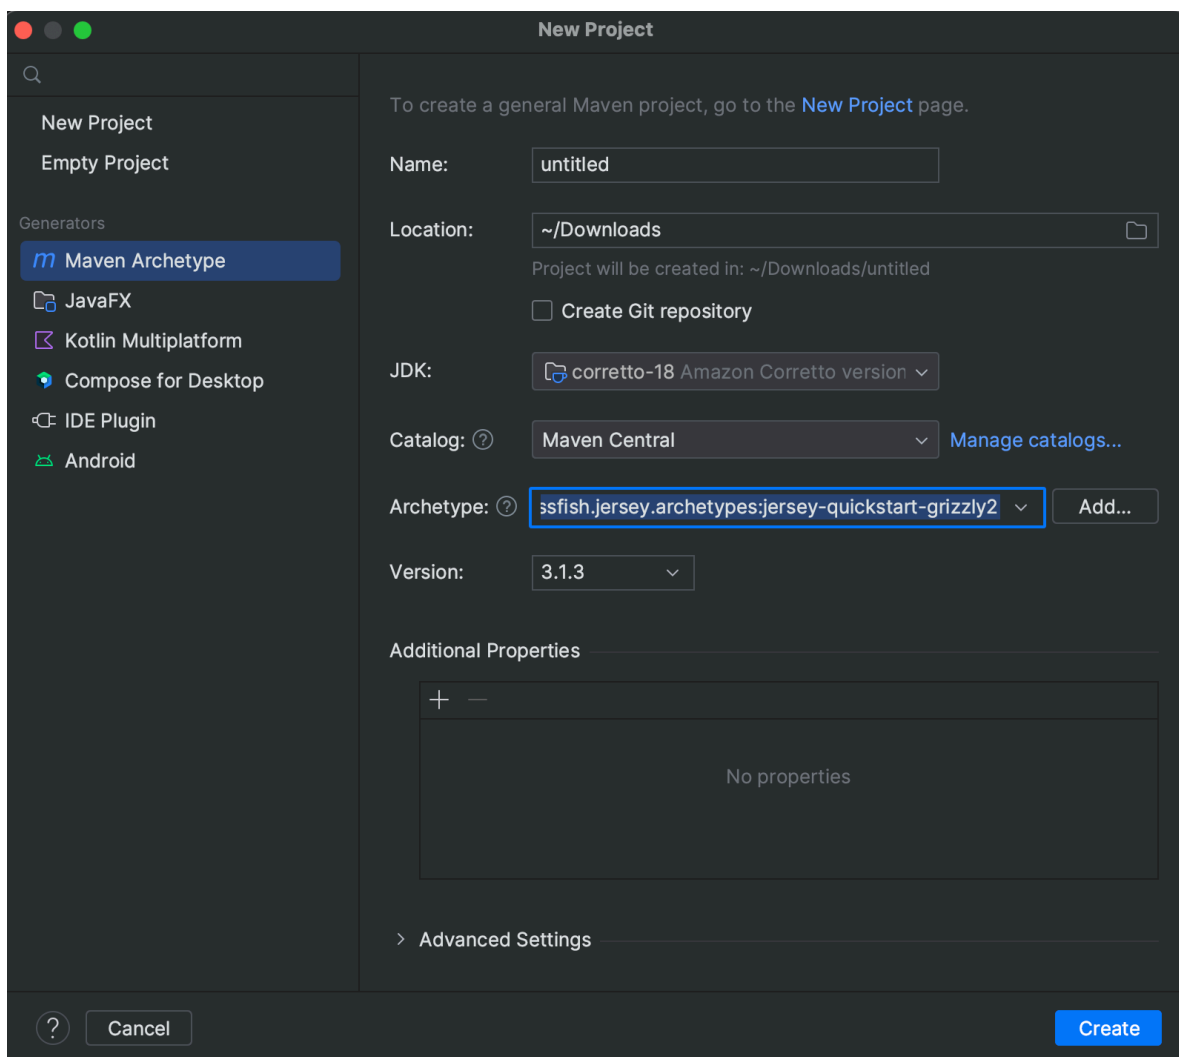 New Project
New Project
Empty Project
Generators
m Maven Archetype
JavaFX
Kotlin Multiplatform
Compose for Desktop
IDE Plugin
Android
To create a general Maven project, go to the New Project page.
Name: untitled
Location: ~/Downloads
Project will be created in: ~/Downloads/untitled
Create Git repository
JDK: corretto-18 Amazon Corretto version
Catalog: ? Maven Central Manage catalogs...
Archetype: ? ssfish.jersey.archetypes:jersey-quickstart-grizzly2 Add...
Version: 3.1.3
Additional Properties
+ —
No properties
> Advanced Settings
? Cancel Create